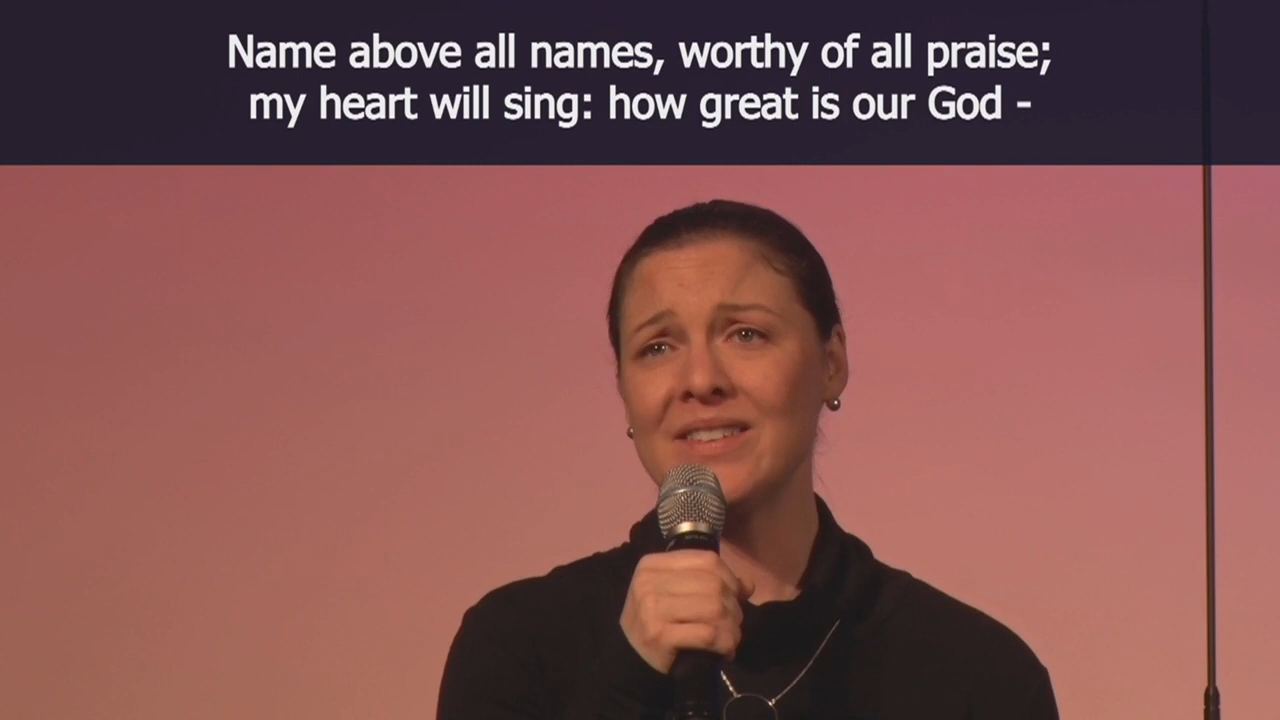 Name above all names, worthy of all praise;
my heart will sing: how great is our God -